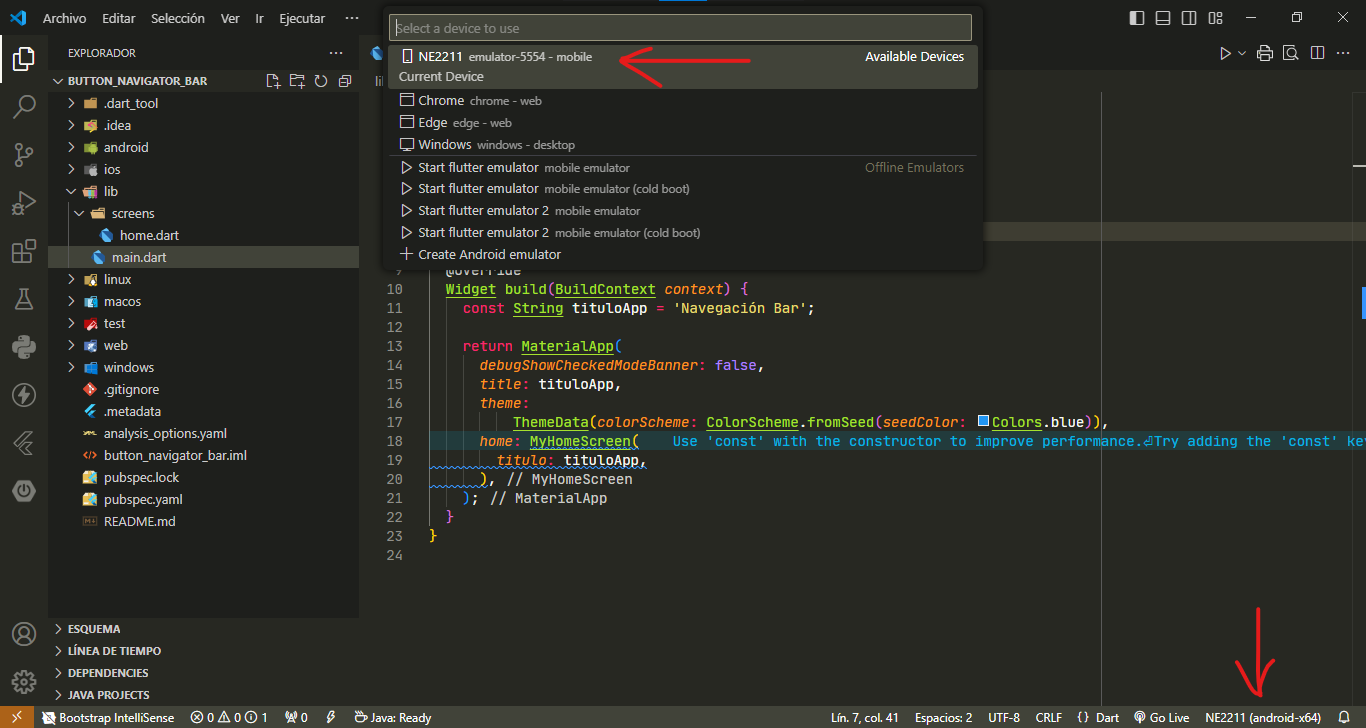 Archivo Editar Selección Ver Ir Ejecutar ···
Select a device to use
NE2211 emulator-5554 - mobile Available Devices
Current Device
Chrome chrome - web
Edge edge - web
Windows windows - desktop
Start flutter emulator mobile emulator Offline Emulators
Start flutter emulator mobile emulator (cold boot)
Start flutter emulator 2 mobile emulator
Start flutter emulator 2 mobile emulator (cold boot)
Create Android emulator
EXPLORADOR
BUTTON_NAVIGATOR_BAR
.dart_tool
.idea
android
ios
lib
screens
home.dart
main.dart
linux
macos
test
web
windows
.gitignore
.metadata
analysis_options.yaml
button_navigator_bar.iml
pubspec.lock
pubspec.yaml
README.md
ESQUEMA
LÍNEA DE TIEMPO
DEPENDENCIES
JAVA PROJECTS
9 @override
10 Widget build(BuildContext context) {
11 const String tituloApp = 'Navegación Bar';
12
13 return MaterialApp(
14 debugShowCheckedModeBanner: false,
15 title: tituloApp,
16 theme:
17 ThemeData(colorScheme: ColorScheme.fromSeed(seedColor: Colors.blue)),
18 home: MyHomeScreen( Use 'const' with the constructor to improve performance.⏎Try adding the 'const' ke
19 titulo: tituloApp,
20 ), // MyHomeScreen
21 ); // MaterialApp
22 }
23 }
24
Bootstrap IntelliSense 0 0 1 0 Java: Ready Lín. 7, col. 41 Espacios: 2 UTF-8 CRLF {} Dart Go Live NE2211 (android-x64)